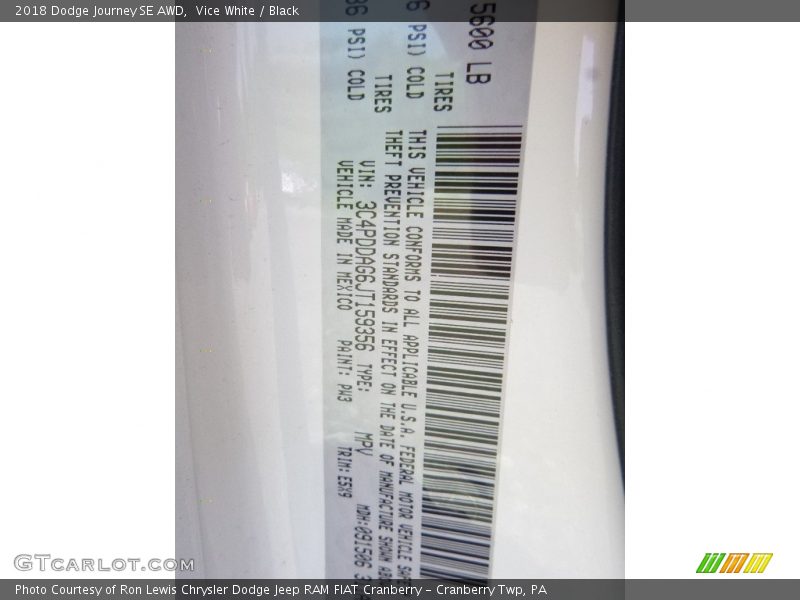 2018 Dodge Journey SE AWD,  Vice White / Black
5600 LB
TIRES
PSI) COLD
TIRES
PSI) COLD
THIS VEHICLE CONFORMS TO ALL APPLICABLE U.S.A. FEDERAL MOTOR VEHICLE
THEFT PREVENTION STANDARDS IN EFFECT ON THE DATE OF MANUFACTURE SHOWN
VIN: 3C4PDDAG6JT159356 TYPE: MPV
VEHICLE MADE IN MEXICO PAINT: PW3 TRIM: E5X9 MH: 091506
GTcarlot.com
Photo Courtesy of Ron Lewis Chrysler Dodge Jeep RAM FIAT Cranberry – Cranberry Twp, PA